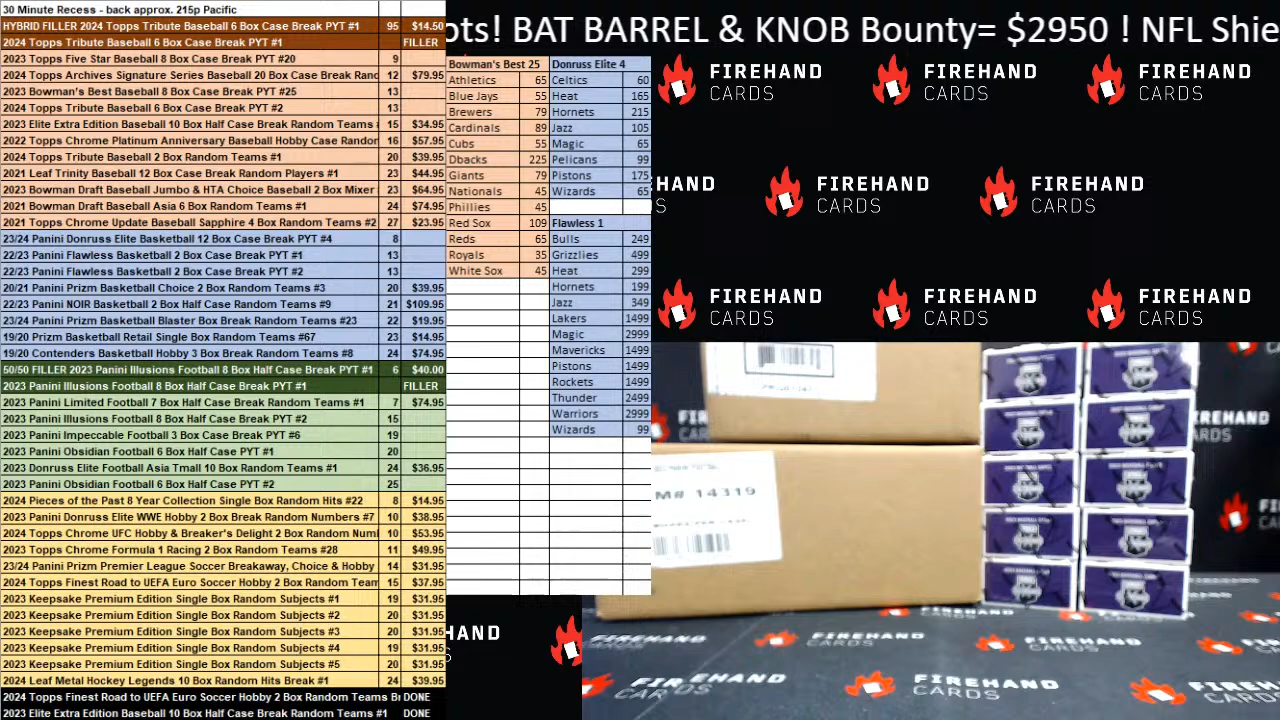 30 Minute Recess - back approx. 215p Pacific
HYBRID FILLER 2024 Topps Tribute Baseball 6 Box Case Break PYT #1 95 $14.50
2024 Topps Tribute Baseball 6 Box Case Break PYT #1 FILLER
2023 Topps Five Star Baseball 8 Box Case Break PYT #20 9
2024 Topps Archives Signature Series Baseball 20 Box Case Break Ranc 12 $79.95
2023 Bowman's Best Baseball 8 Box Case Break PYT #25 13
2024 Topps Tribute Baseball 6 Box Case Break PYT #2 13
2023 Elite Extra Edition Baseball 10 Box Half Case Break Random Teams 15 $34.95
2022 Topps Chrome Platinum Anniversary Baseball Hobby Case Randor 16 $57.95
2024 Topps Tribute Baseball 2 Box Random Teams #1 20 $39.95
2021 Leaf Trinity Baseball 12 Box Case Break Random Players #1 23 $44.95
2023 Bowman Draft Baseball Jumbo & HTA Choice Baseball 2 Box Mixer 23 $64.95
2021 Bowman Draft Baseball Asia 6 Box Random Teams #1 24 $74.95
2021 Topps Chrome Update Baseball Sapphire 4 Box Random Teams #2 27 $23.95
23/24 Panini Donruss Elite Basketball 12 Box Case Break PYT #4 8
22/23 Panini Flawless Basketball 2 Box Case Break PYT #1 13
22/23 Panini Flawless Basketball 2 Box Case Break PYT #2 13
20/21 Panini Prizm Basketball Choice 2 Box Random Teams #3 20 $39.95
22/23 Panini NOIR Basketball 2 Box Half Case Random Teams #9 21 $109.95
23/24 Panini Prizm Basketball Blaster Box Break Random Teams #23 22 $19.95
19/20 Prizm Basketball Retail Single Box Random Teams #67 23 $14.95
19/20 Contenders Basketball Hobby 3 Box Break Random Teams #8 24 $74.95
50/50 FILLER 2023 Panini Illusions Football 8 Box Half Case Break PYT #1 6 $40.00
2023 Panini Illusions Football 8 Box Half Case Break PYT #1 FILLER
2023 Panini Limited Football 7 Box Half Case Break Random Teams #1 7 $74.95
2023 Panini Illusions Football 8 Box Half Case Break PYT #2 15
2023 Panini Impeccable Football 3 Box Case Break PYT #6 19
2023 Panini Obsidian Football 6 Box Half Case PYT #1 20
2023 Donruss Elite Football Asia Tmall 10 Box Random Teams #1 24 $36.95
2023 Panini Obsidian Football 6 Box Half Case PYT #2 25
2024 Pieces of the Past 8 Year Collection Single Box Random Hits #22 8 $14.95
2023 Panini Donruss Elite WWE Hobby 2 Box Break Random Numbers #7 10 $38.95
2024 Topps Chrome UFC Hobby & Breaker's Delight 2 Box Random Numl 10 $53.95
2023 Topps Chrome Formula 1 Racing 2 Box Random Teams #28 11 $49.95
23/24 Panini Prizm Premier League Soccer Breakaway, Choice & Hobby 14 $31.95
2024 Topps Finest Road to UEFA Euro Soccer Hobby 2 Box Random Team 15 $37.95
2023 Keepsake Premium Edition Single Box Random Subjects #1 19 $31.95
2023 Keepsake Premium Edition Single Box Random Subjects #2 20 $31.95
2023 Keepsake Premium Edition Single Box Random Subjects #3 20 $31.95
2023 Keepsake Premium Edition Single Box Random Subjects #4 19 $31.95
2023 Keepsake Premium Edition Single Box Random Subjects #5 20 $31.95
2024 Leaf Metal Hockey Legends 10 Box Random Hits Break #1 24 $39.95
2024 Topps Finest Road to UEFA Euro Soccer Hobby 2 Box Random Teams B DONE
2023 Elite Extra Edition Baseball 10 Box Half Case Break Random Teams #1 DONE
ots! BAT BARREL & KNOB Bounty= $2950 ! NFL Shie
Bowman's Best 25
Athletics 65
Blue Jays 55
Brewers 79
Cardinals 89
Cubs 55
Dbacks 225
Giants 79
Nationals 45
Phillies 45
Red Sox 109
Reds 65
Royals 35
White Sox 45
Donruss Elite 4
Celtics 60
Heat 165
Hornets 215
Jazz 105
Magic 65
Pelicans 99
Pistons 175
Wizards 65
Flawless 1
Bulls 249
Grizzlies 499
Heat 299
Hornets 199
Jazz 349
Lakers 1499
Magic 2999
Mavericks 1499
Pistons 1499
Rockets 1499
Thunder 2499
Warriors 2999
Wizards 99
FIREHAND CARDS
FIREHAND CARDS
FIREHAND CARDS
HAND
FIREHAND CARDS
FIREHAND CARDS
FIREHAND CARDS
FIREHAND CARDS
FIREHAND CARDS
M# 14319
HAND
FIREHAND CARDS
FIREHAND CARDS
FIREHAND CARDS
FIREHAND CARDS